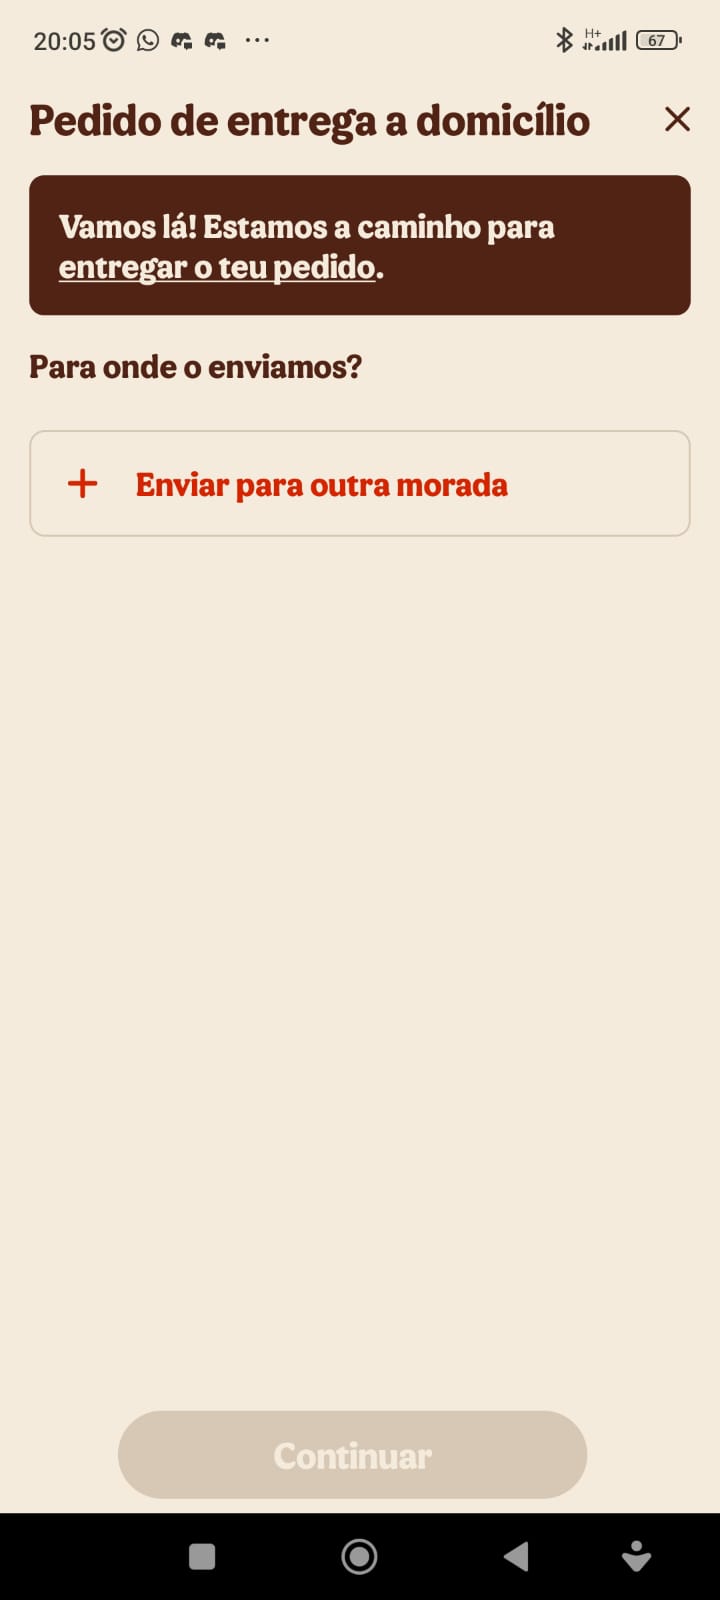 20:05
H+
67
Pedido de entrega a domicílio
Vamos lá! Estamos a caminho para
entregar o teu pedido.
Para onde o enviamos?
Enviar para outra morada
Continuar